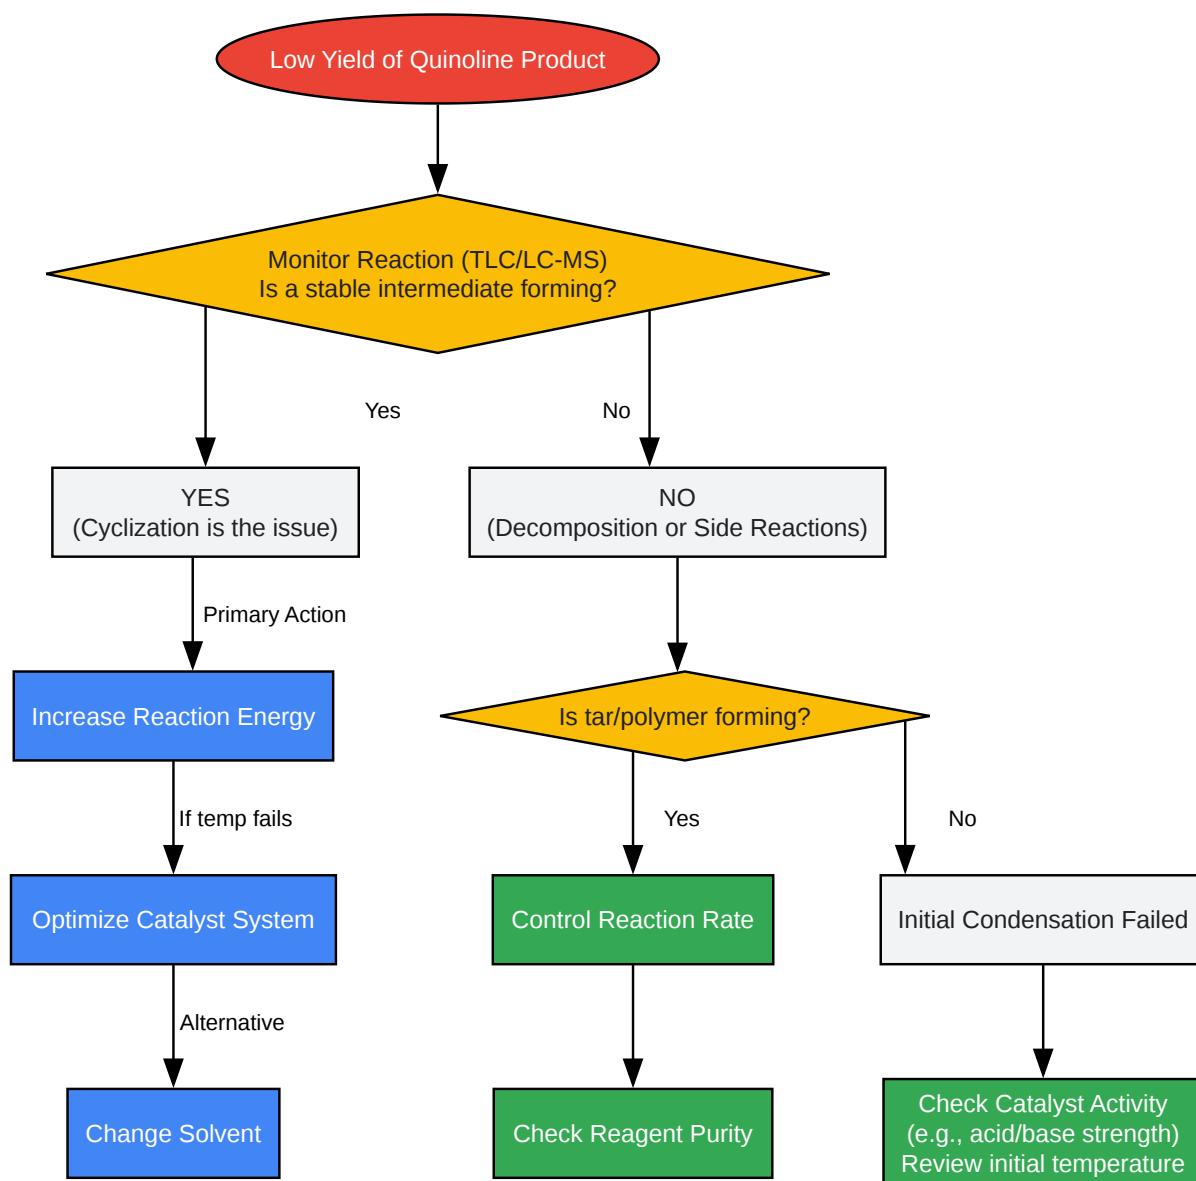 Low Yield of Quinoline Product
Monitor Reaction (TLC/LC-MS)
Is a stable intermediate forming?
Yes
No
YES
(Cyclization is the issue)
NO
(Decomposition or Side Reactions)
Primary Action
Increase Reaction Energy
Is tar/polymer forming?
If temp fails
Yes
No
Optimize Catalyst System
Control Reaction Rate
Initial Condensation Failed
Alternative
Change Solvent
Check Reagent Purity
Check Catalyst Activity
(e.g., acid/base strength)
Review initial temperature